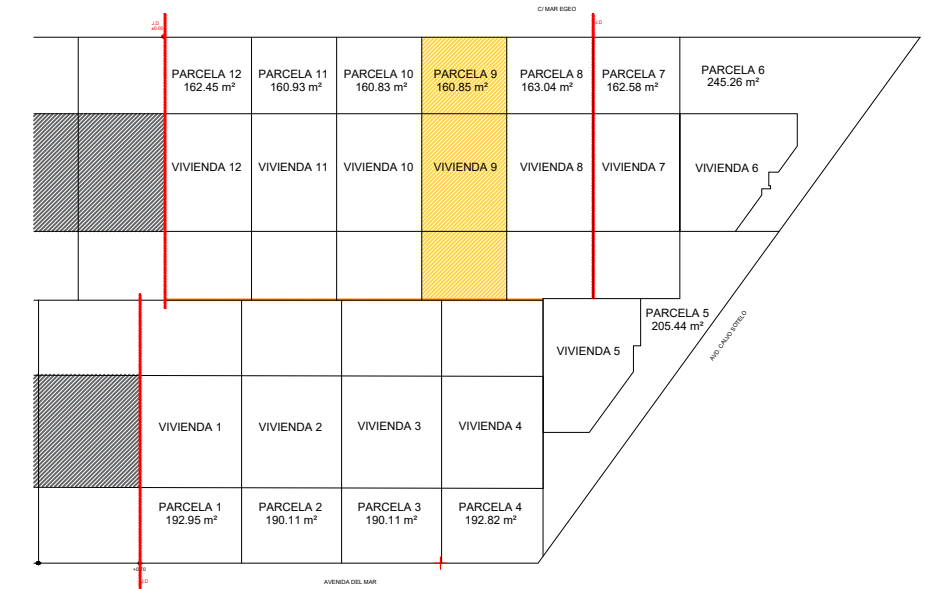 C/ MAR EGEO
J.D
±0.00
J.D
PARCELA 12
162.45 m²
PARCELA 11
160.93 m²
PARCELA 10
160.83 m²
PARCELA 9
160.85 m²
PARCELA 8
163.04 m²
PARCELA 7
162.58 m²
PARCELA 6
245.26 m²
VIVIENDA 12
VIVIENDA 11
VIVIENDA 10
VIVIENDA 9
VIVIENDA 8
VIVIENDA 7
VIVIENDA 6
PARCELA 5
205.44 m²
AVD. CALVO SOTELO
VIVIENDA 5
VIVIENDA 1
VIVIENDA 2
VIVIENDA 3
VIVIENDA 4
PARCELA 1
192.95 m²
PARCELA 2
190.11 m²
PARCELA 3
190.11 m²
PARCELA 4
192.82 m²
J.D
AVENIDA DEL MAR